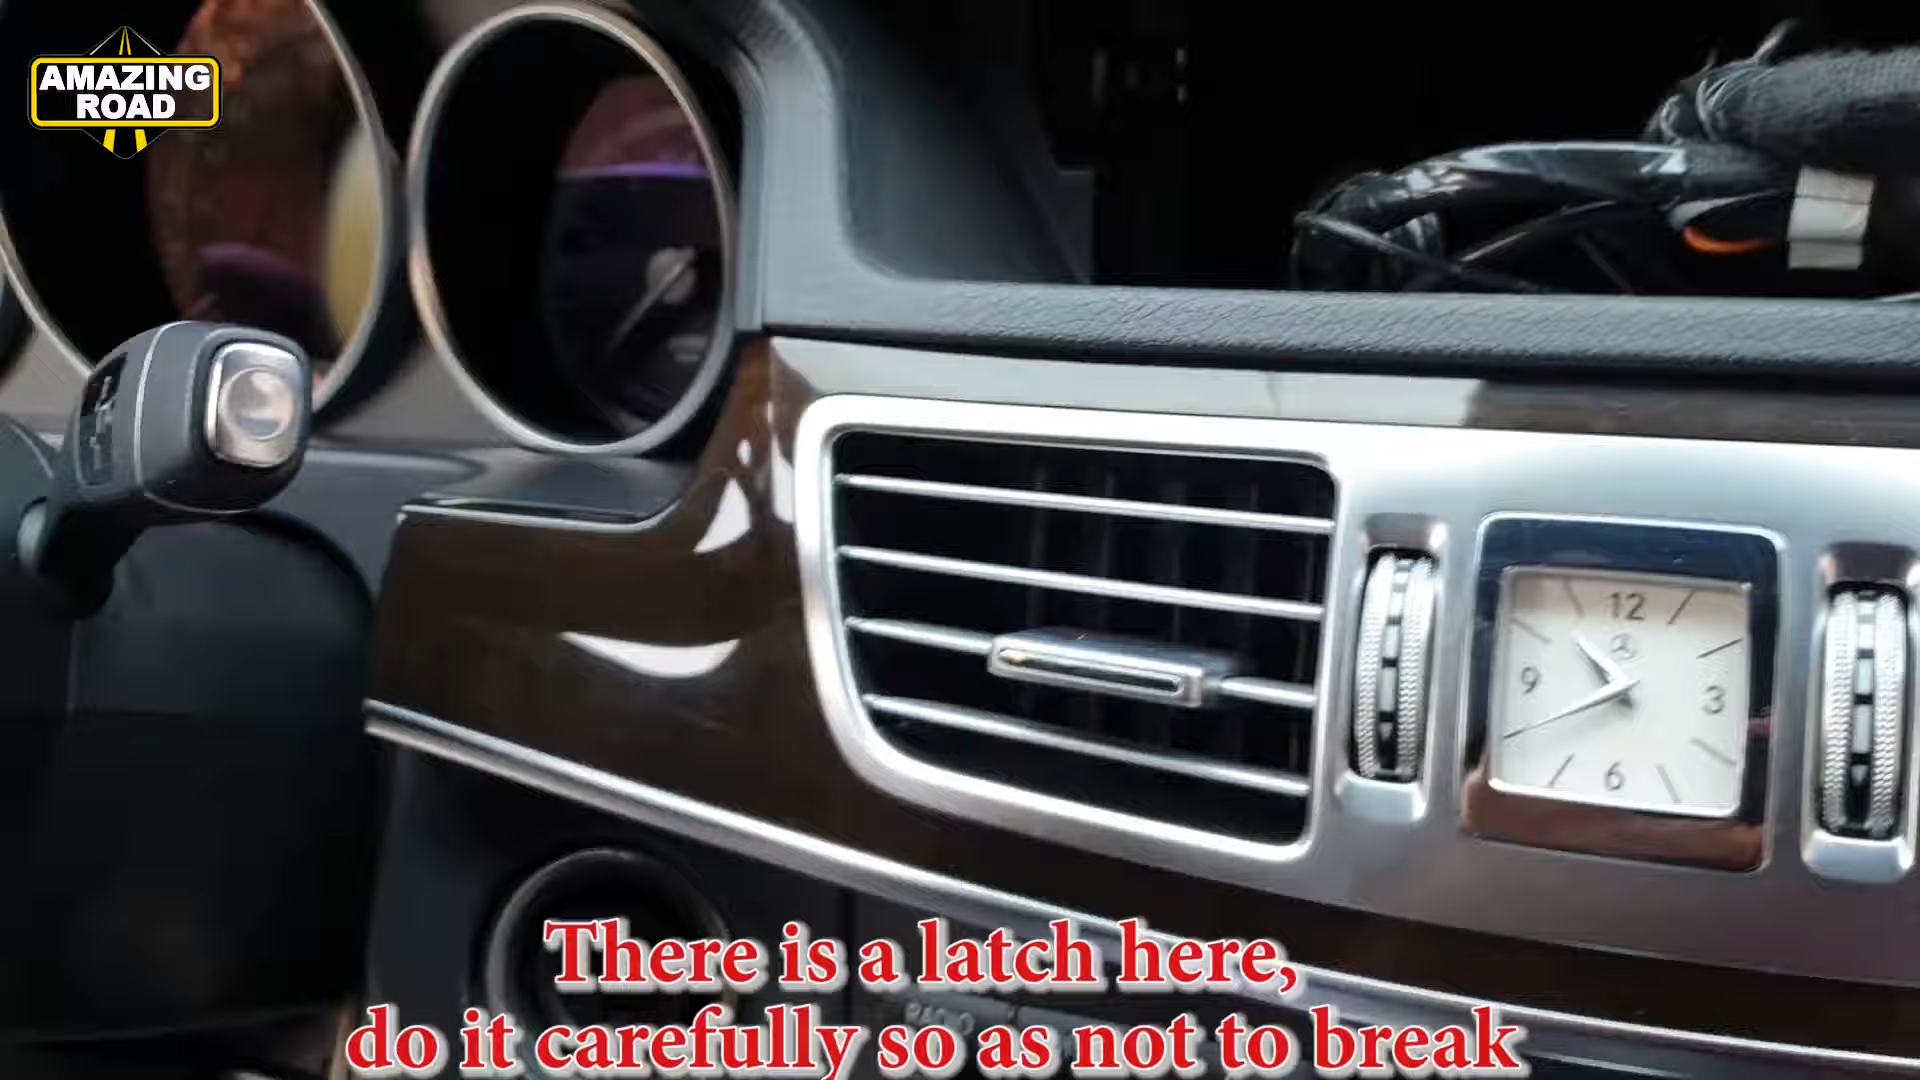 AMAZING
ROAD
12
9
3
6
There is a latch here,
do it carefully so as not to break